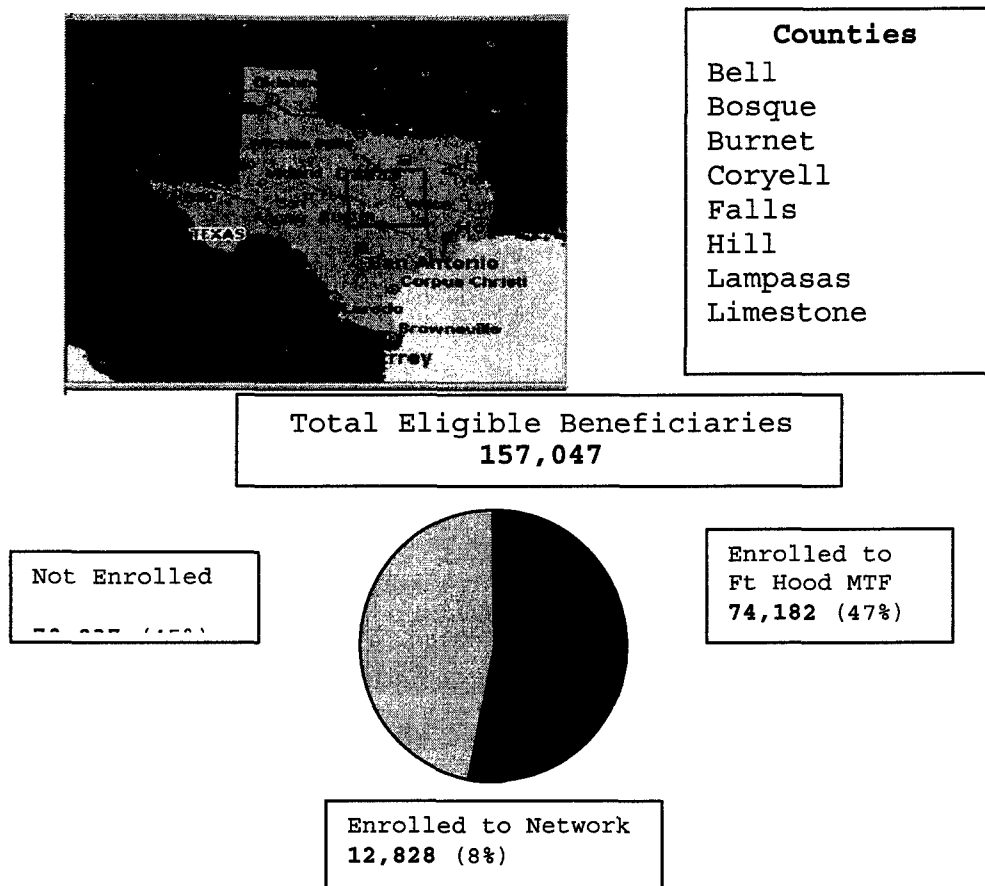 Counties
Bell
Bosque
Burnet
Coryell
Falls
Hill
Lampasas
Limestone
TEXAS
San Antonio
Corpus Christi
Laredo
Brownsville
Total Eligible Beneficiaries
157,047
Not Enrolled
Enrolled to
Ft Hood MTF
74,182 (47%)
Enrolled to Network
12,828 (8%)